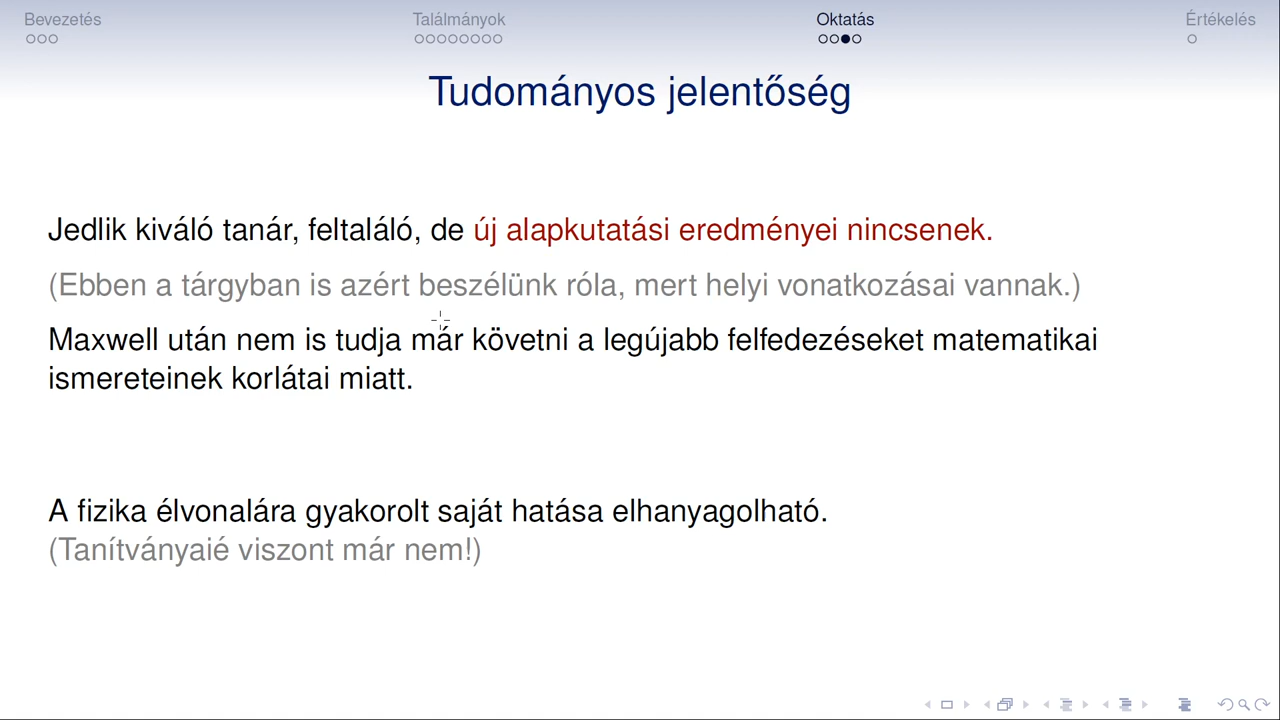 Bevezetés
Találmányok
Oktatás
Értékelés
Tudományos jelentőség
Jedlik kiváló tanár, feltaláló, de új alapkutatási eredményei nincsenek.
(Ebben a tárgyban is azért beszélünk róla, mert helyi vonatkozásai vannak.)
Maxwell után nem is tudja már követni a legújabb felfedezéseket matematikai
ismereteinek korlátai miatt.
A fizika élvonalára gyakorolt saját hatása elhanyagolható.
(Tanítványaié viszont már nem!)